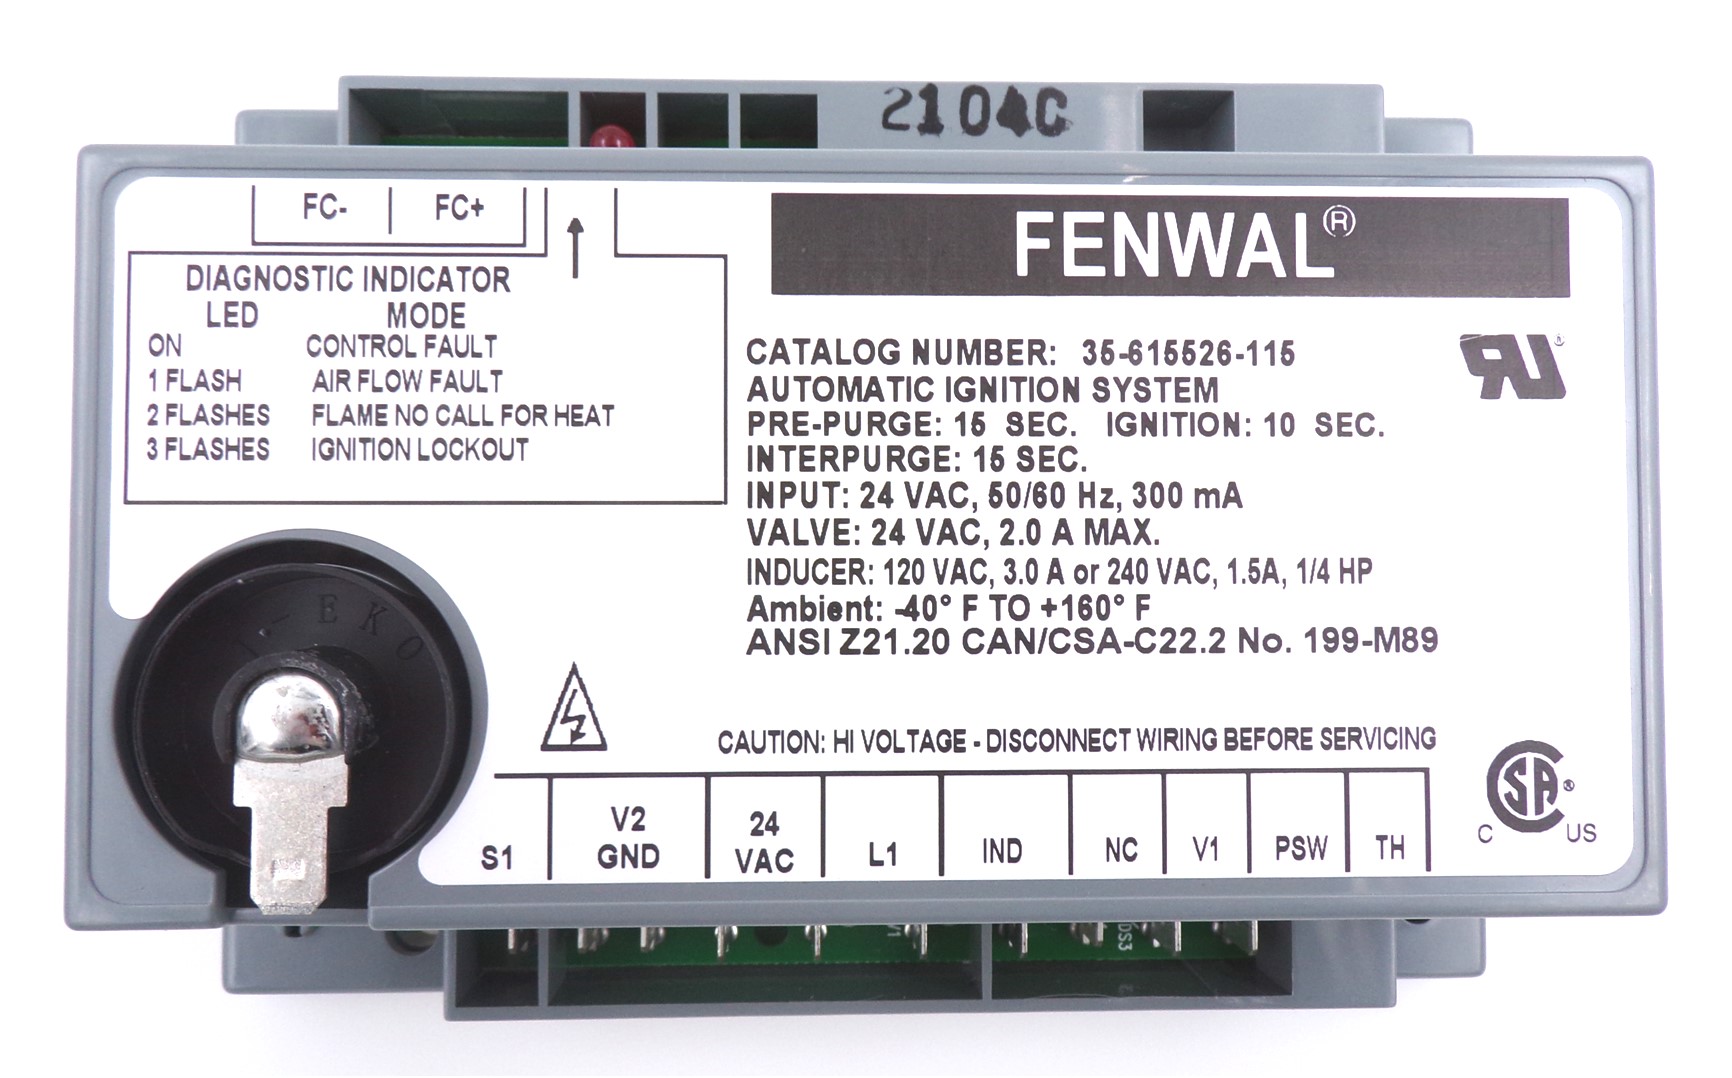 2104C
FC- FC+
FENWAL®
DIAGNOSTIC INDICATOR
LED MODE
ON CONTROL FAULT
1 FLASH AIR FLOW FAULT
2 FLASHES FLAME NO CALL FOR HEAT
3 FLASHES IGNITION LOCKOUT
CATALOG NUMBER: 35-615526-115
AUTOMATIC IGNITION SYSTEM
PRE-PURGE: 15 SEC. IGNITION: 10 SEC.
INTERPURGE: 15 SEC.
INPUT: 24 VAC, 50/60 Hz, 300 mA
VALVE: 24 VAC, 2.0 A MAX.
INDUCER: 120 VAC, 3.0 A or 240 VAC, 1.5A, 1/4 HP
Ambient: -40° F TO +160° F
ANSI Z21.20 CAN/CSA-C22.2 No. 199-M89
RU®
CAUTION: HI VOLTAGE - DISCONNECT WIRING BEFORE SERVICING
CSA®
C US
S1
V2 GND
24 VAC
L1
IND
NC
V1
PSW
TH
V1
DS3